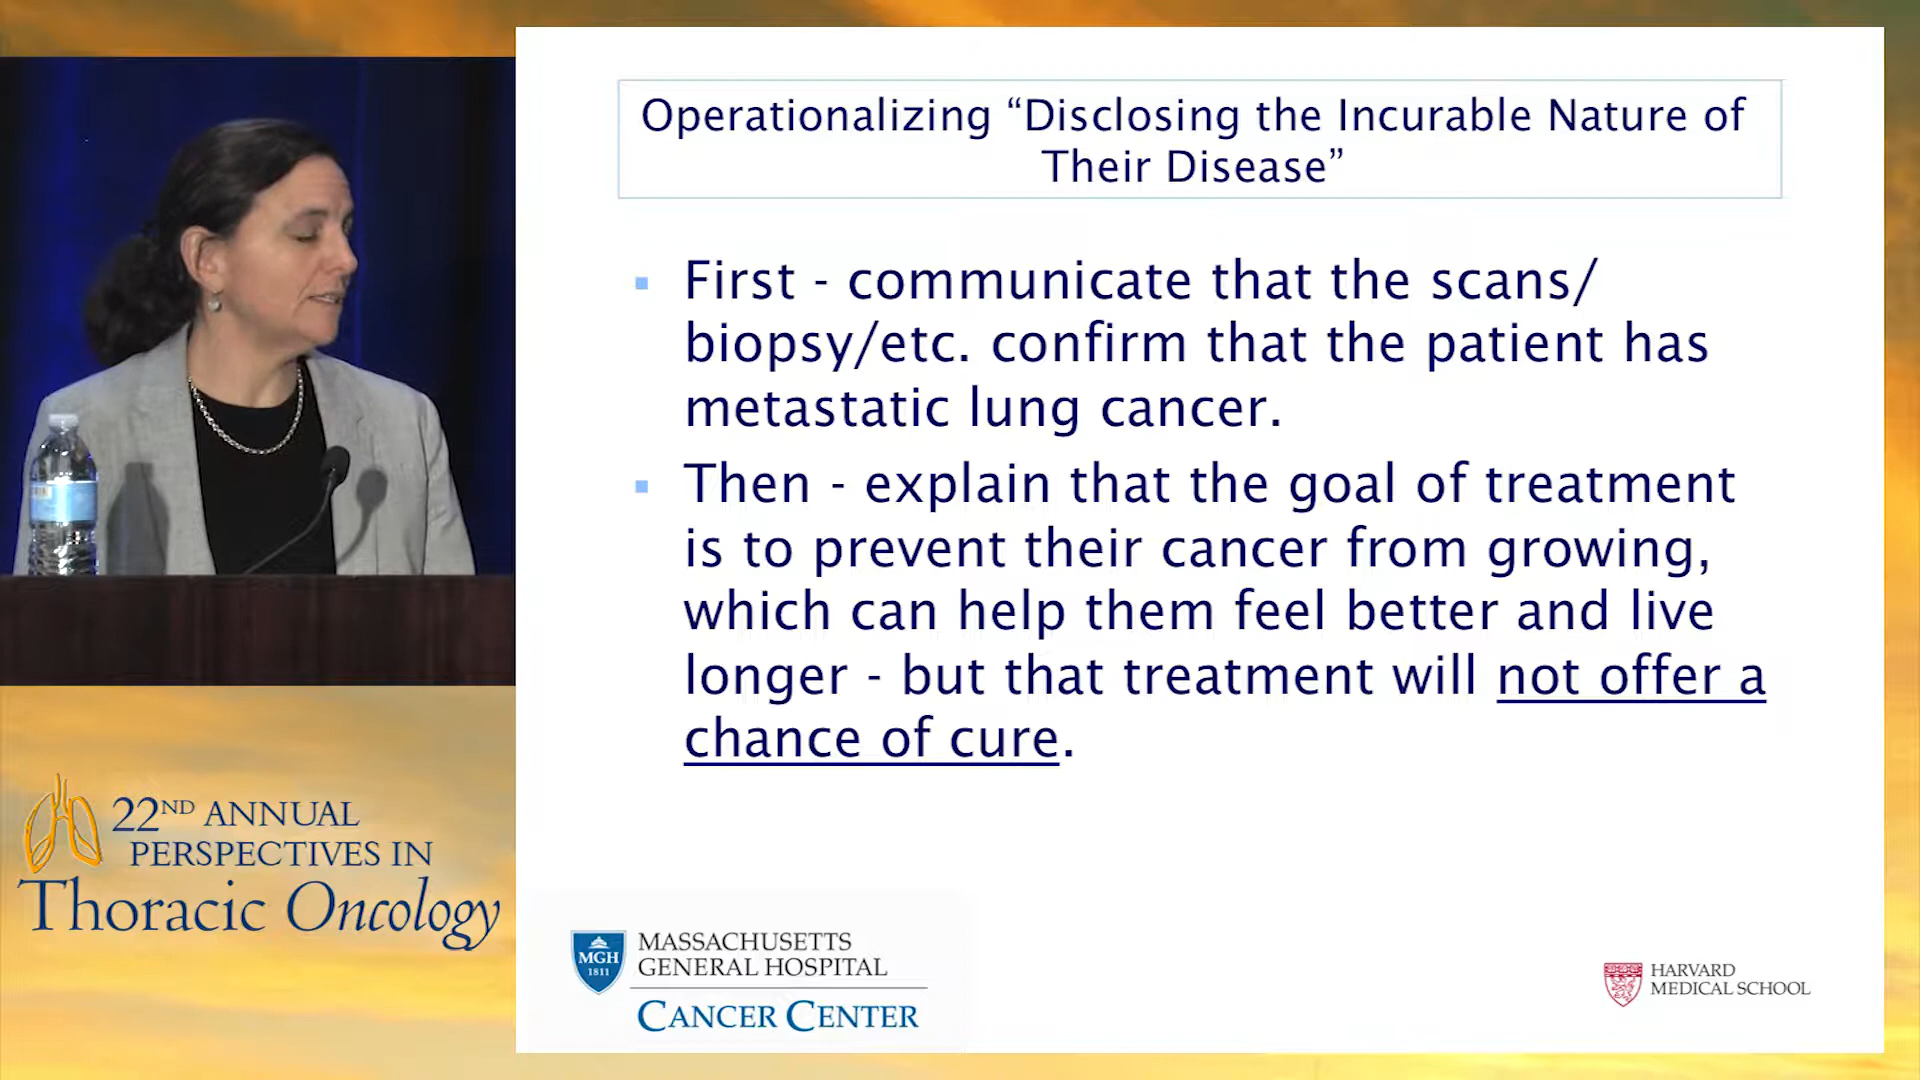 Operationalizing “Disclosing the Incurable Nature of
Their Disease”
First - communicate that the scans/
biopsy/etc. confirm that the patient has
metastatic lung cancer.
Then - explain that the goal of treatment
is to prevent their cancer from growing,
which can help them feel better and live
longer - but that treatment will not offer a
chance of cure.
22ND ANNUAL
PERSPECTIVES IN
Thoracic Oncology
MGH
1811
MASSACHUSETTS
GENERAL HOSPITAL
CANCER CENTER
HARVARD
MEDICAL SCHOOL